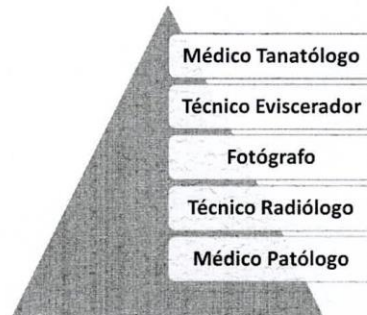 Médico Tanatólogo
Técnico Eviscerador
Fotógrafo
Técnico Radiólogo
Médico Patólogo